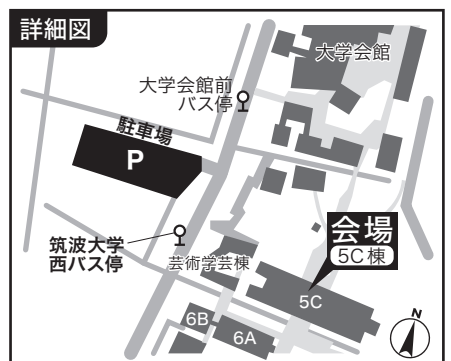 詳細図
大学会館
大学会館前
バス停
駐車場
P
会場
5C棟
筑波大学
西バス停
芸術学芸棟
5C
6B
6A
N